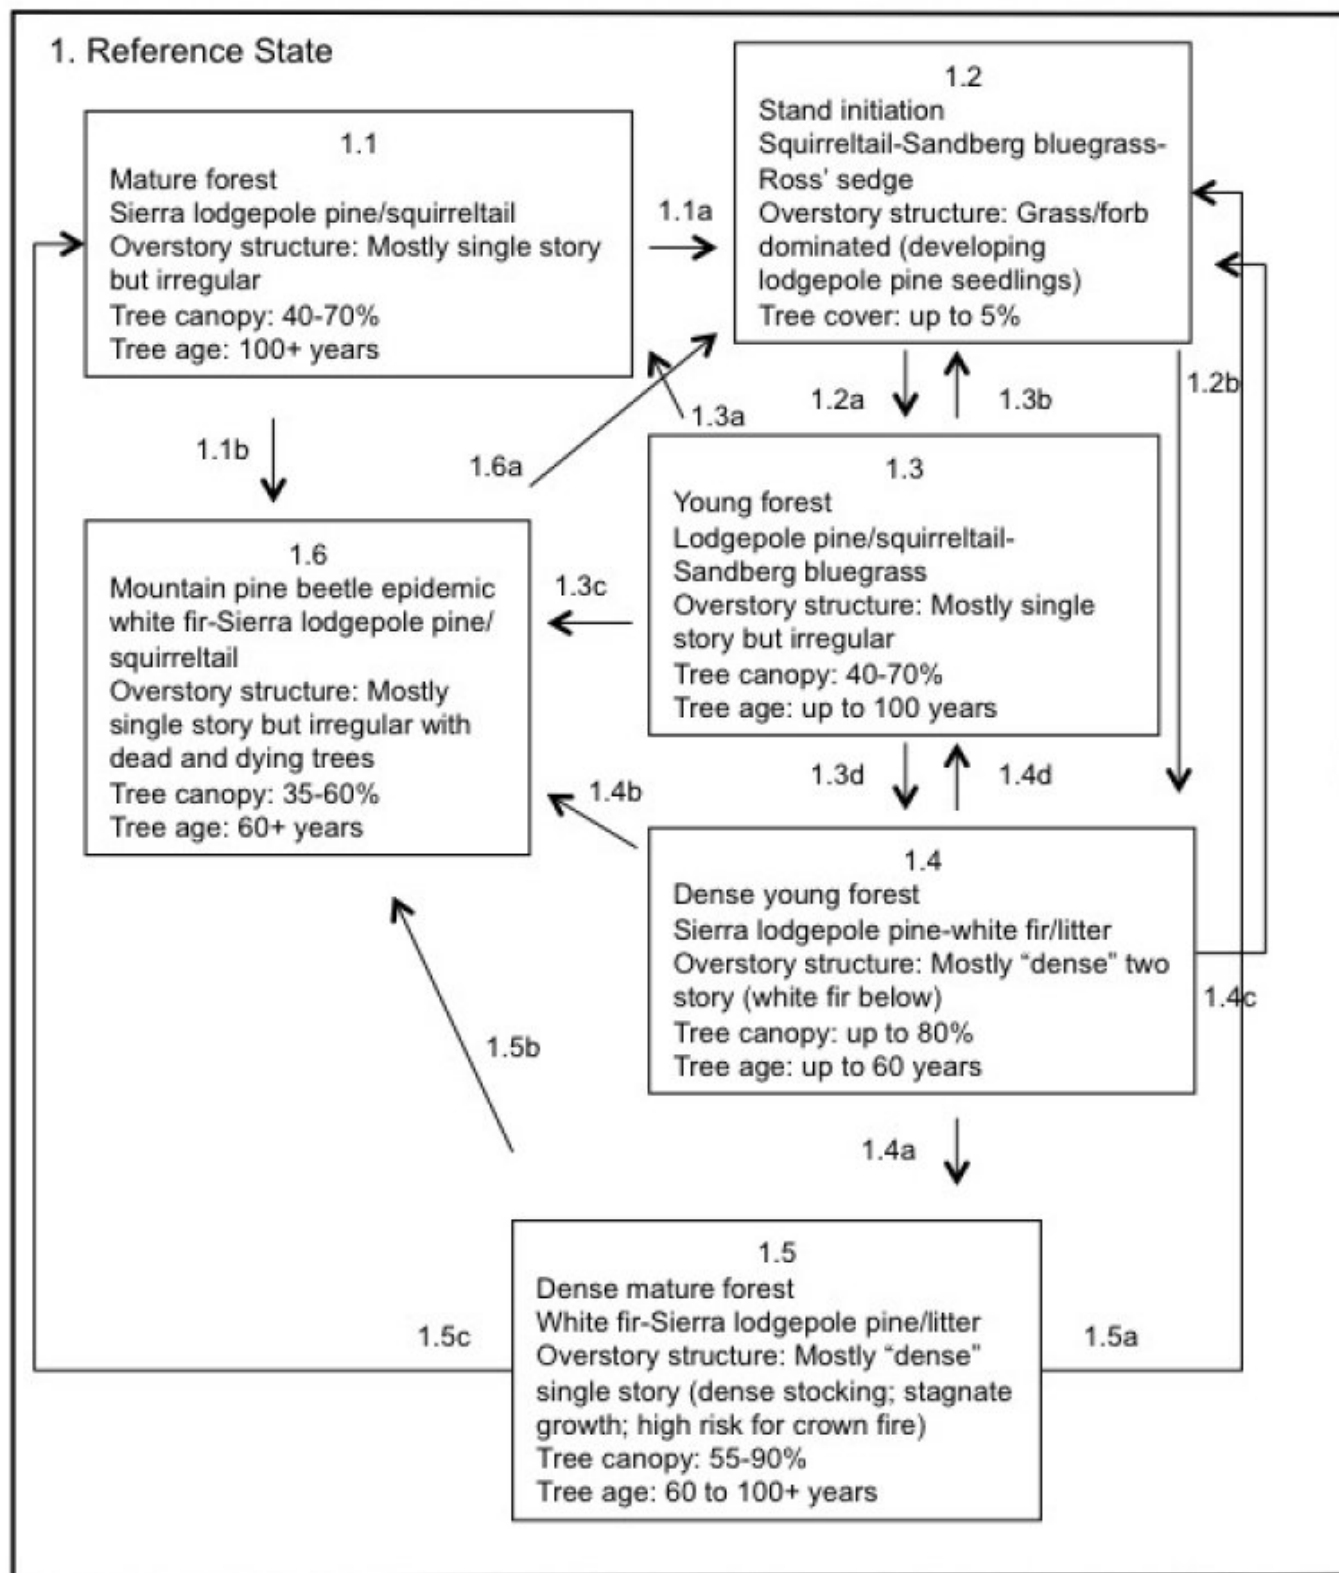 1. Reference State
1.1
Mature forest
Sierra lodgepole pine/squirreltail
Overstory structure: Mostly single story
but irregular
Tree canopy: 40-70%
Tree age: 100+ years
1.1a
1.2
Stand initiation
Squirreltail-Sandberg bluegrass-
Ross’ sedge
Overstory structure: Grass/forb
dominated (developing
lodgepole pine seedlings)
Tree cover: up to 5%
1.1b
1.6a
1.3a
1.2a
1.3b
1.2b
1.3
Young forest
Lodgepole pine/squirreltail-
Sandberg bluegrass
Overstory structure: Mostly single
story but irregular
Tree canopy: 40-70%
Tree age: up to 100 years
1.6
Mountain pine beetle epidemic
white fir-Sierra lodgepole pine/
squirreltail
Overstory structure: Mostly
single story but irregular with
dead and dying trees
Tree canopy: 35-60%
Tree age: 60+ years
1.3c
1.4b
1.3d
1.4d
1.4
Dense young forest
Sierra lodgepole pine-white fir/litter
Overstory structure: Mostly “dense” two
story (white fir below)
Tree canopy: up to 80%
Tree age: up to 60 years
1.4c
1.5b
1.4a
1.5
Dense mature forest
White fir-Sierra lodgepole pine/litter
Overstory structure: Mostly “dense”
single story (dense stocking; stagnate
growth; high risk for crown fire)
Tree canopy: 55-90%
Tree age: 60 to 100+ years
1.5c
1.5a